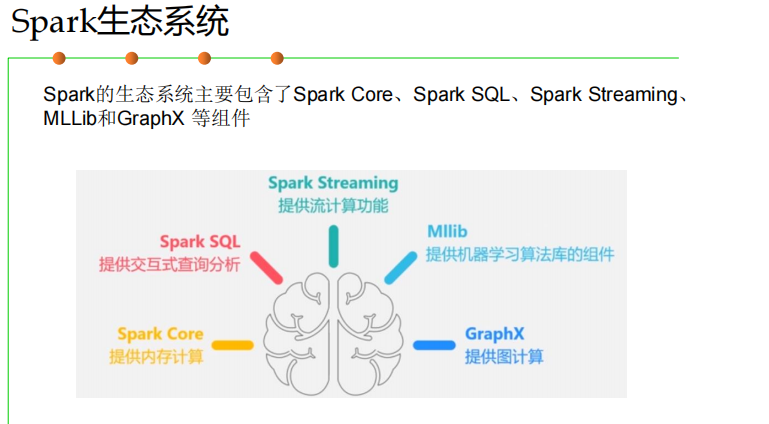 Spark生态系统
Spark的生态系统主要包含了Spark Core、Spark SQL、Spark Streaming、
MLLib和GraphX 等组件
Spark Streaming
提供流计算功能
Spark SQL
提供交互式查询分析
Mllib
提供机器学习算法库的组件
Spark Core
提供内存计算
GraphX
提供图计算